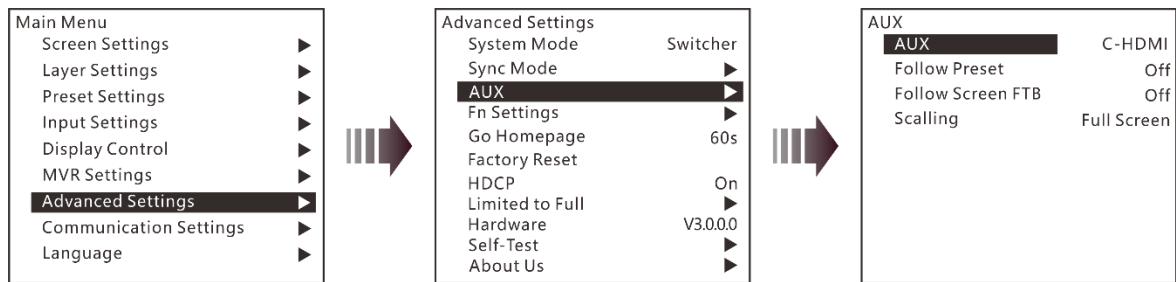 Main Menu
Screen Settings
Layer Settings
Preset Settings
Input Settings
Display Control
MVR Settings
Advanced Settings
Communication Settings
Language
Advanced Settings
System Mode Switcher
Sync Mode
AUX
Fn Settings
Go Homepage 60s
Factory Reset
HDCP On
Limited to Full
Hardware V3.0.0.0
Self-Test
About Us
AUX
AUX C-HDMI
Follow Preset Off
Follow Screen FTB Off
Scalling Full Screen